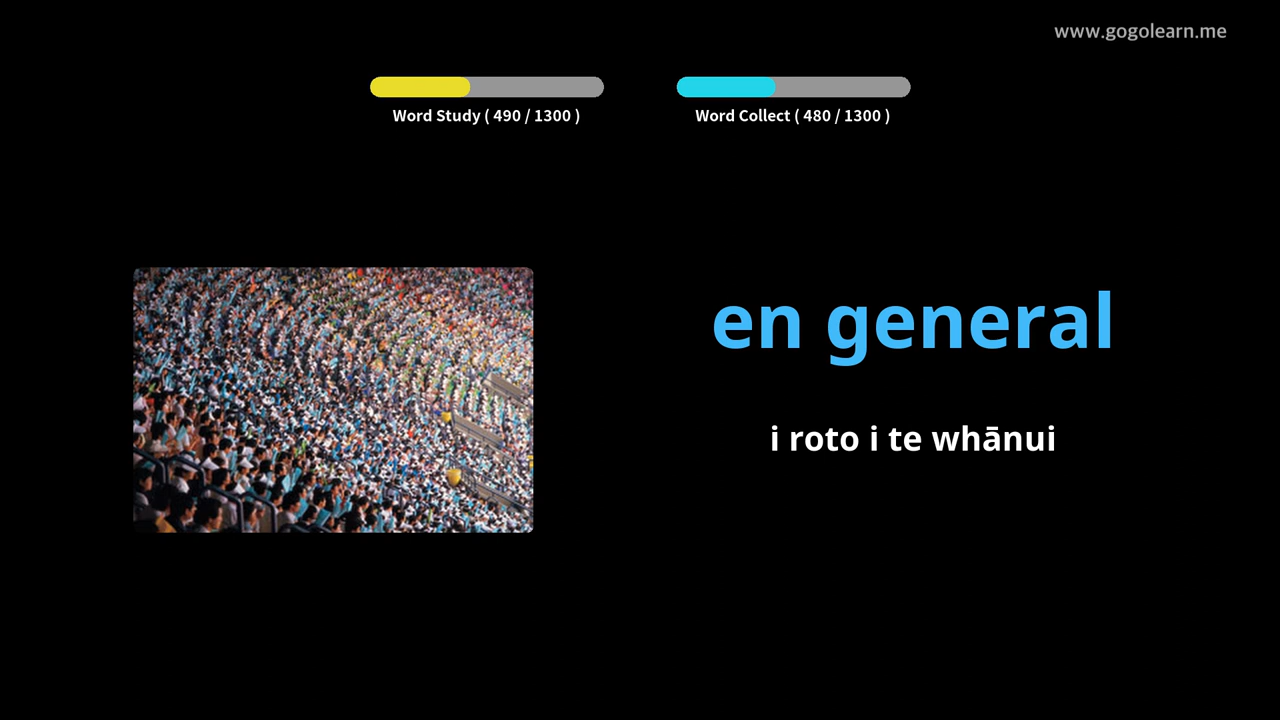 www.gogolearn.me
Word Study ( 490 / 1300 )
Word Collect ( 480 / 1300 )
en general
i roto i te whānui